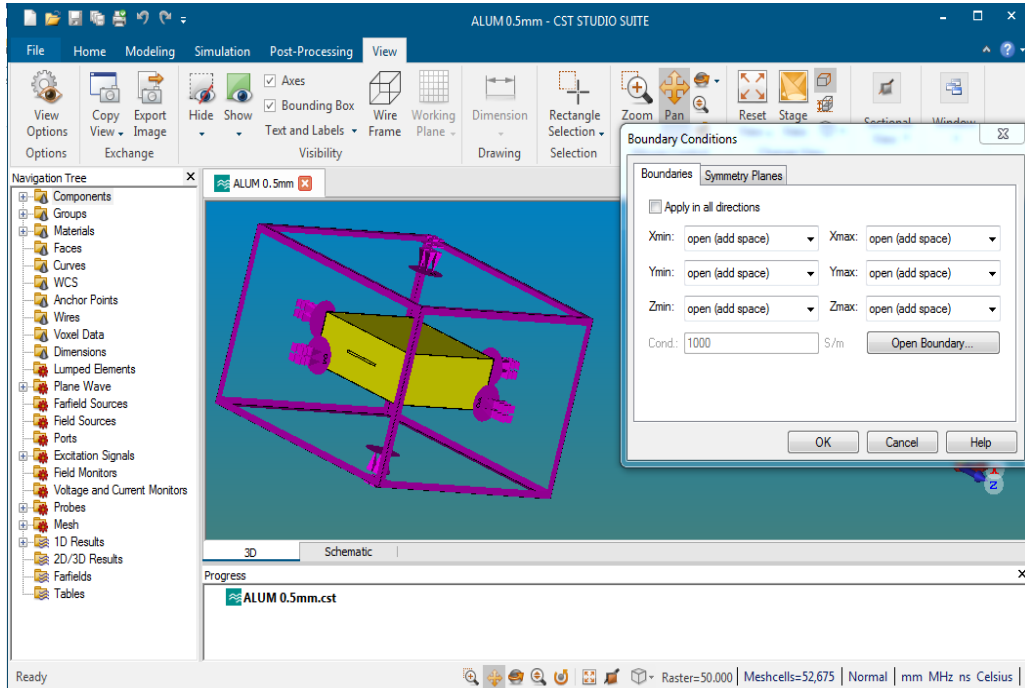 ALUM 0.5mm - CST STUDIO SUITE
File Home Modeling Simulation Post-Processing View
View Options
Copy View
Export Image
Hide
Show
Axes
Bounding Box
Text and Labels
Wire Frame
Working Plane
Dimension
Rectangle Selection
Zoom
Pan
Reset
Stage
Sectional
Window
Options Exchange Visibility Drawing Selection
Navigation Tree
Components
Groups
Materials
Faces
Curves
WCS
Anchor Points
Wires
Voxel Data
Dimensions
Lumped Elements
Plane Wave
Farfield Sources
Field Sources
Ports
Excitation Signals
Field Monitors
Voltage and Current Monitors
Probes
Mesh
1D Results
2D/3D Results
Farfields
Tables
ALUM 0.5mm
Boundary Conditions
Boundaries Symmetry Planes
Apply in all directions
Xmin: open (add space) Xmax: open (add space)
Ymin: open (add space) Ymax: open (add space)
Zmin: open (add space) Zmax: open (add space)
Cond.: 1000 S/m Open Boundary...
OK Cancel Help
z
3D Schematic
Progress
ALUM 0.5mm.cst
Ready Raster=50.000 Meshcells=52,675 Normal mm MHz ns Celsius